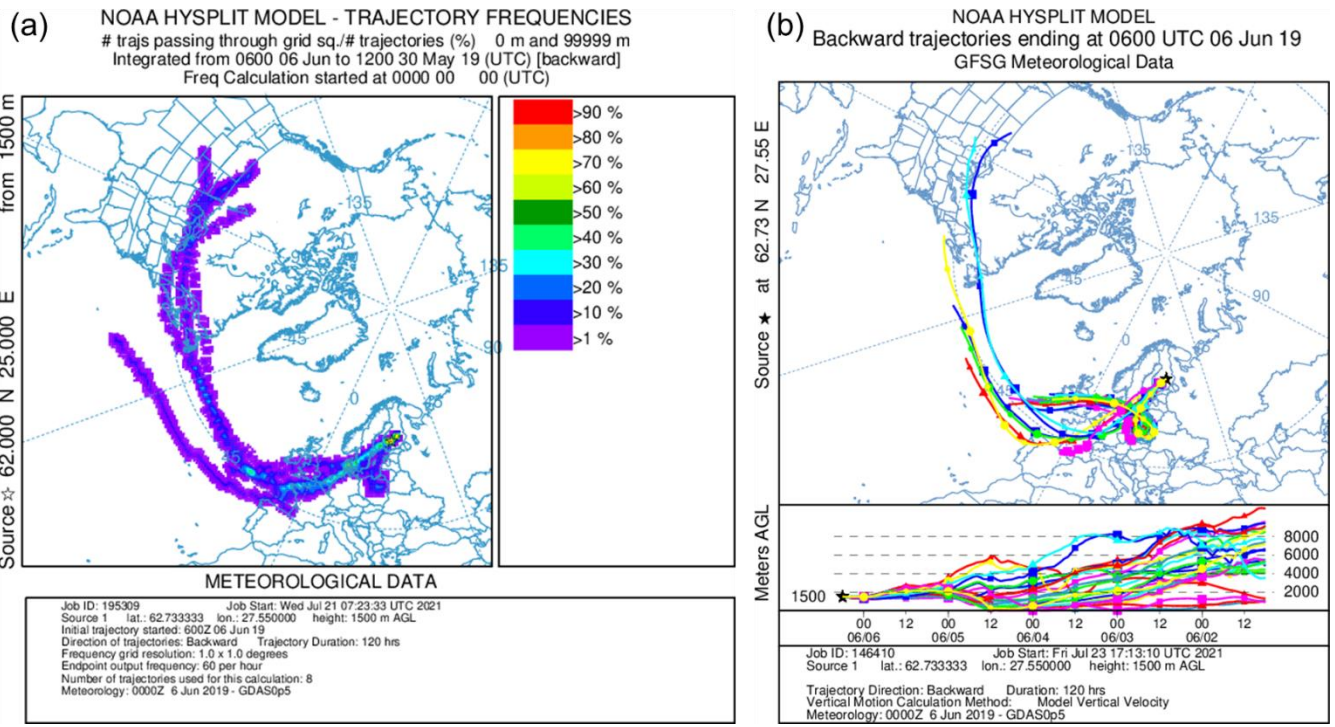 (a)
NOAA HYSPLIT MODEL - TRAJECTORY FREQUENCIES
# trajs passing through grid sq./# trajectories (%) 0 m and 99999 m
Integrated from 0600 06 Jun to 1200 30 May 19 (UTC) [backward]
Freq Calculation started at 0000 00 00 (UTC)
Source ☆ 62.000 N 25.000 E from 1500 m
-135
135
90
-45
0
45
>90 %
>80 %
>70 %
>60 %
>50 %
>40 %
>30 %
>20 %
>10 %
>1 %
METEOROLOGICAL DATA
Job ID: 195309 Job Start: Wed Jul 21 07:23:33 UTC 2021
Source 1 lat.: 62.733333 lon.: 27.550000 height: 1500 m AGL
Initial trajectory started: 600Z 06 Jun 19
Direction of trajectories: Backward Trajectory Duration: 120 hrs
Frequency grid resolution: 1.0 x 1.0 degrees
Endpoint output frequency: 60 per hour
Number of trajectories used for this calculation: 8
Meteorology: 0000Z 6 Jun 2019 - GDAS0p5
(b)
NOAA HYSPLIT MODEL
Backward trajectories ending at 0600 UTC 06 Jun 19
GFSG Meteorological Data
Source ★ at 62.73 N 27.55 E
-135
135
90
-45
0
Meters AGL
8000
6000
4000
1500 ★ 2000
00 12 00 12 00 12 00 12 00 12
06/06 06/05 06/04 06/03 06/02
Job ID: 146410 Job Start: Fri Jul 23 17:13:10 UTC 2021
Source 1 lat.: 62.733333 lon.: 27.550000 height: 1500 m AGL
Trajectory Direction: Backward Duration: 120 hrs
Vertical Motion Calculation Method: Model Vertical Velocity
Meteorology: 0000Z 6 Jun 2019 - GDAS0p5